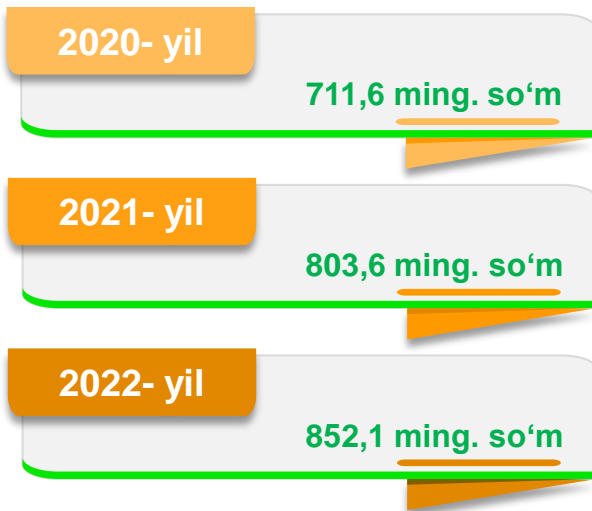 2020- yil
711,6 ming. so‘m
2021- yil
803,6 ming. so‘m
2022- yil
852,1 ming. so‘m